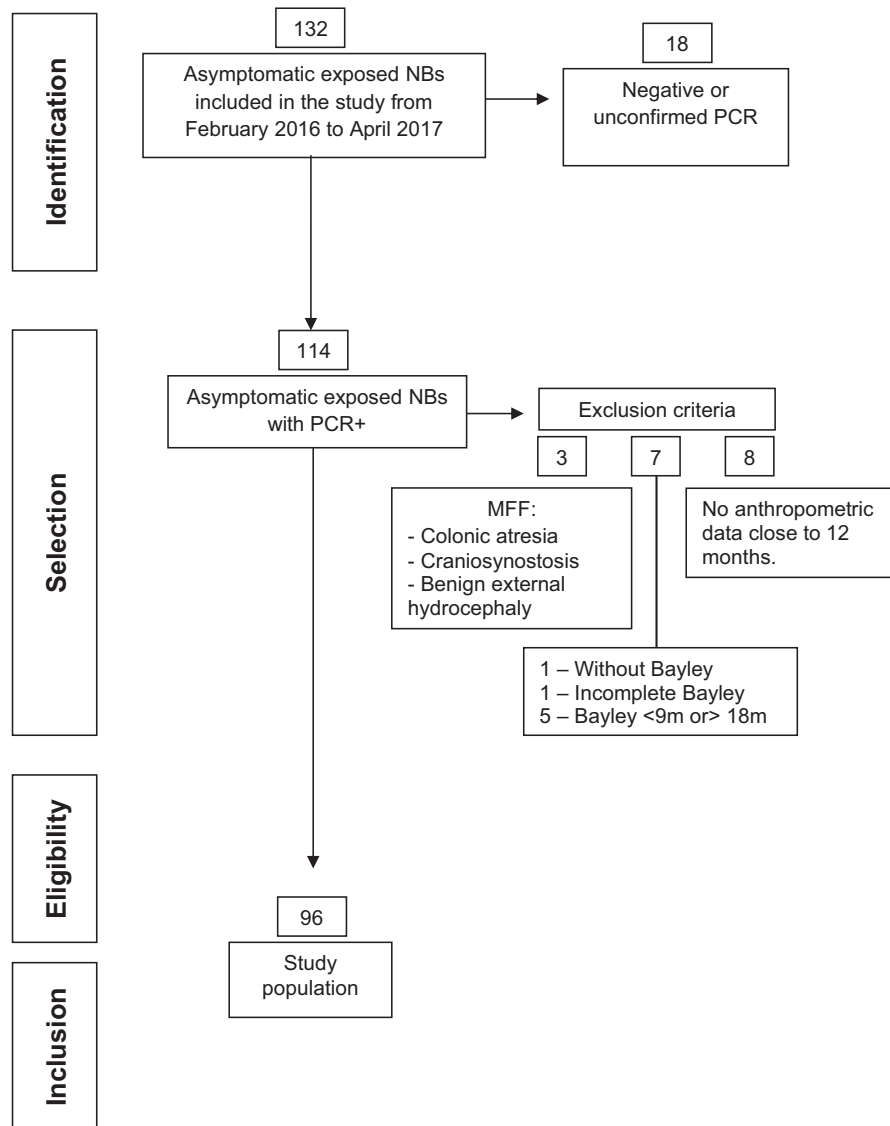 Identification
132
Asymptomatic exposed NBs
included in the study from
February 2016 to April 2017
18
Negative or
unconfirmed PCR
Selection
114
Asymptomatic exposed NBs
with PCR+
Exclusion criteria
3
7
8
MFF:
- Colonic atresia
- Craniosynostosis
- Benign external
hydrocephaly
No anthropometric
data close to 12
months.
1 – Without Bayley
1 – Incomplete Bayley
5 – Bayley <9m or> 18m
Eligibility
96
Study
population
Inclusion